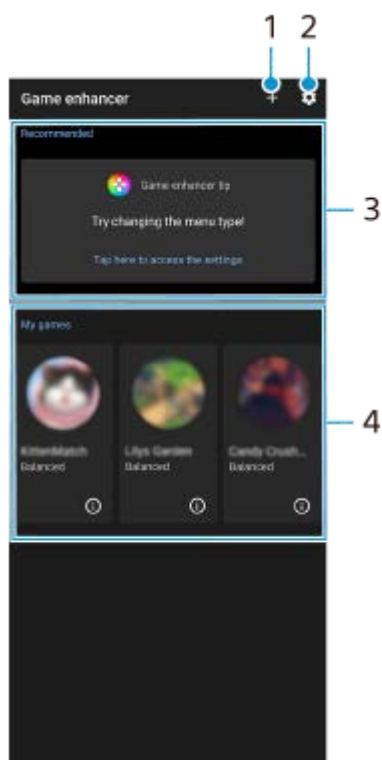 1 2
Game enhancer +
Recommended
Game enhancer tip
Try changing the menu type!
Tap here to access the settings
3
My games
KittenMatch Lilys Garden Candy Crush...
Balanced Balanced Balanced
4